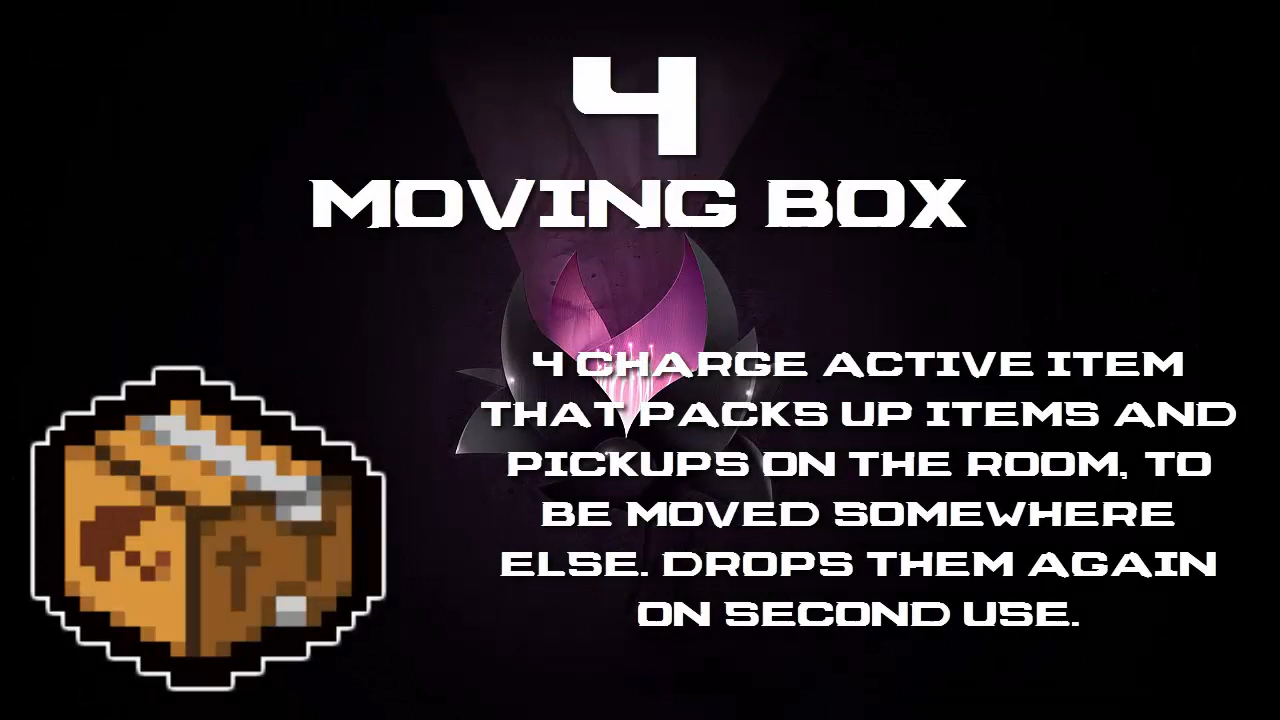 4
MOVING BOX
4 CHARGE ACTIVE ITEM
THAT PACKS UP ITEMS AND
PICKUPS ON THE ROOM, TO
BE MOVED SOMEWHERE
ELSE. DROPS THEM AGAIN
ON SECOND USE.